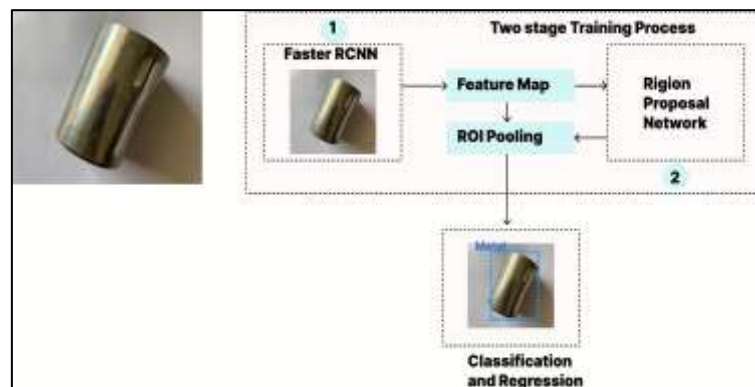 1
Two stage Training Process
Faster RCNN
Feature Map
Rigion
Proposal
Network
ROI Pooling
2
Metal
Classification
and Regression